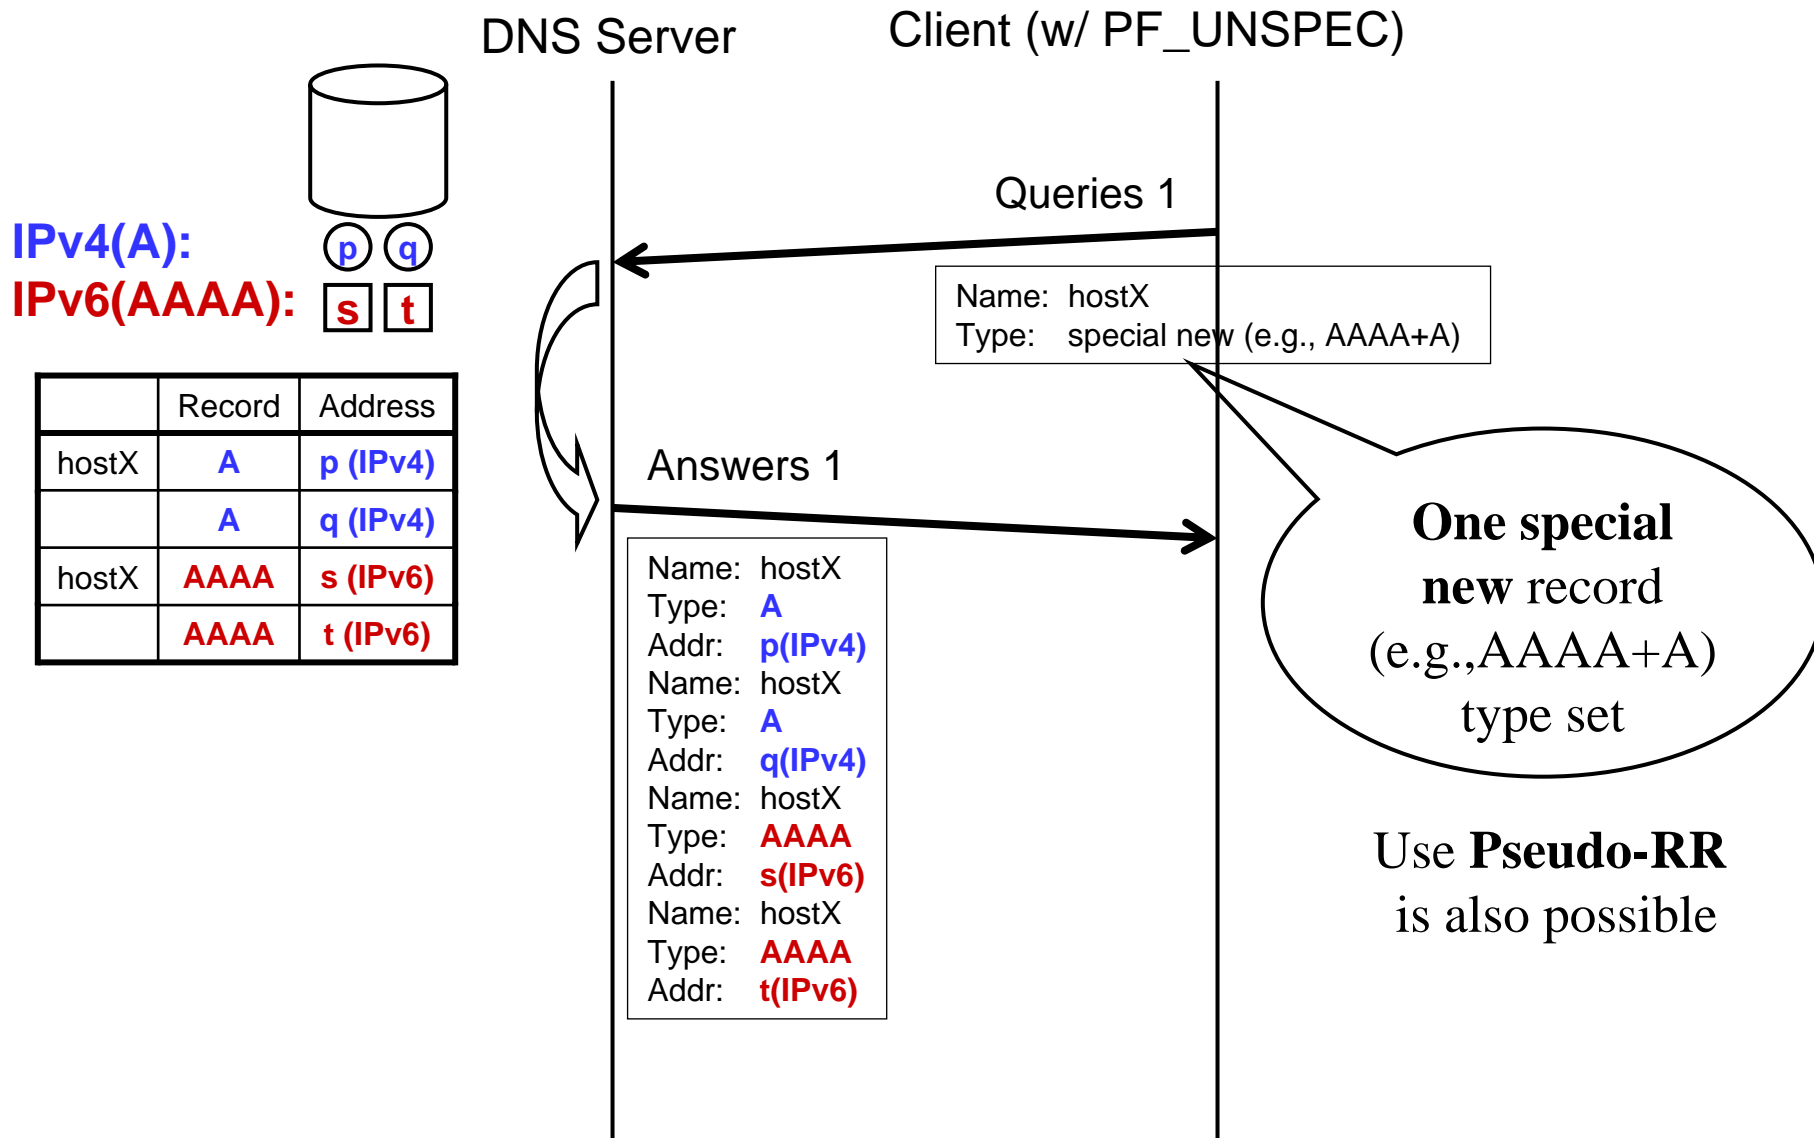 DNS Server
Client (w/ PF_UNSPEC)
Queries 1
IPv4(A): p q
IPv6(AAAA): s t
Name: hostX
Type: special new (e.g., AAAA+A)
Record Address
hostX A p (IPv4)
A q (IPv4)
hostX AAAA s (IPv6)
AAAA t (IPv6)
Answers 1
Name: hostX
Type: A
Addr: p(IPv4)
Name: hostX
Type: A
Addr: q(IPv4)
Name: hostX
Type: AAAA
Addr: s(IPv6)
Name: hostX
Type: AAAA
Addr: t(IPv6)
One special
new record
(e.g.,AAAA+A)
type set
Use Pseudo-RR
is also possible